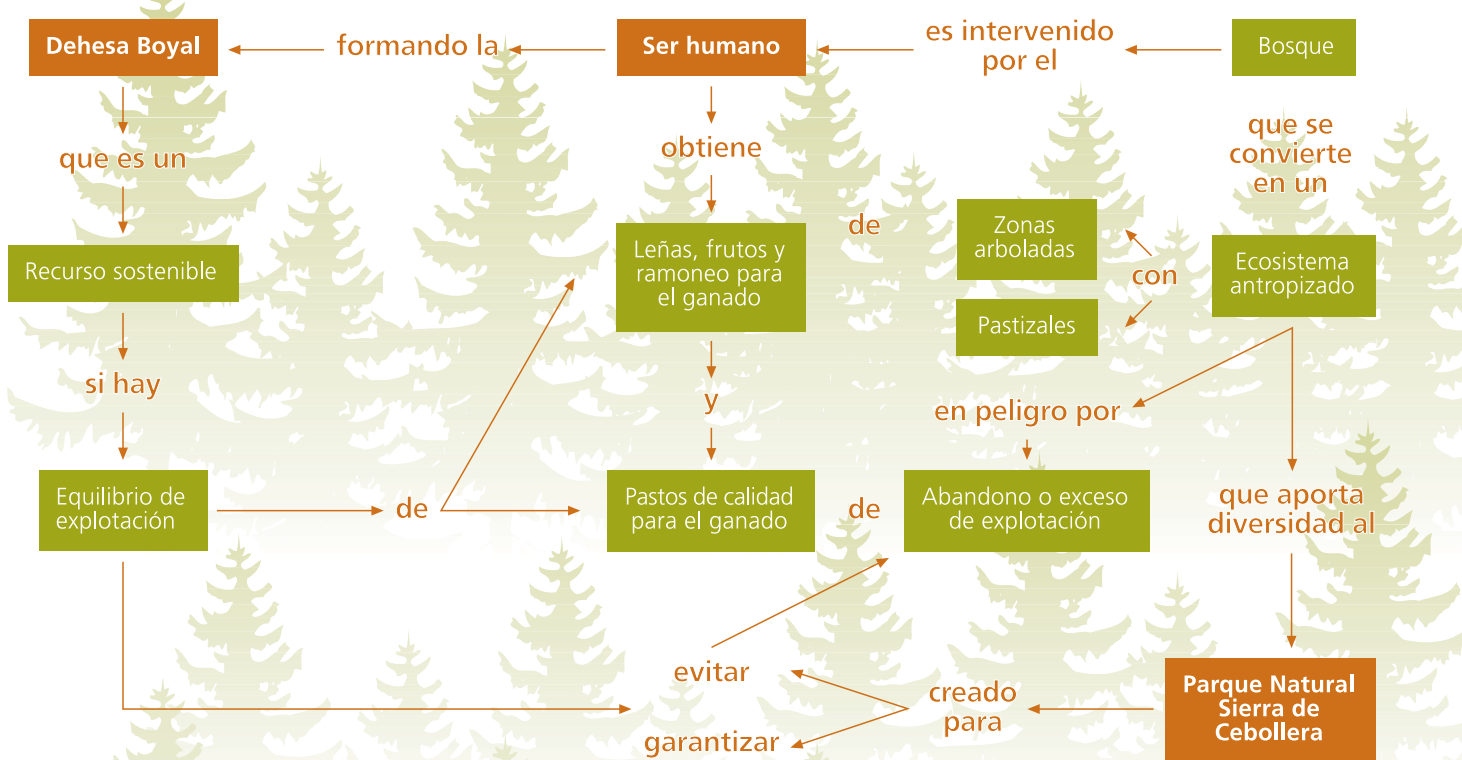 Dehesa Boyal
formando la
Ser humano
es intervenido
por el
Bosque
que es un
obtiene
que se
convierte
en un
Recurso sostenible
Leñas, frutos y
ramoneo para
el ganado
de
Zonas
arboladas
con
Pastizales
Ecosistema
antropizado
si hay
y
en peligro por
Equilibrio de
explotación
de
Pastos de calidad
para el ganado
de
Abandono o exceso
de explotación
que aporta
diversidad al
evitar
garantizar
creado
para
Parque Natural
Sierra de
Cebollera